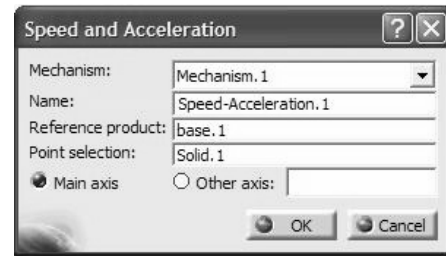 Speed and Acceleration
Mechanism: Mechanism.1
Name: Speed-Acceleration.1
Reference product: base.1
Point selection: Solid.1
Main axis Other axis:
OK Cancel